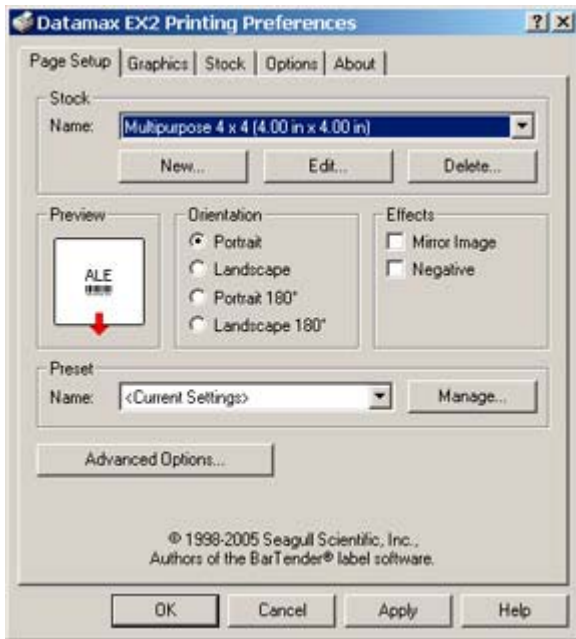 Datamax EX2 Printing Preferences
Page Setup Graphics Stock Options About
Stock
Name: Multipurpose 4 x 4 (4.00 in x 4.00 in)
New... Edit... Delete...
Preview Orientation Effects
ALE
Portrait Mirror Image
Landscape Negative
Portrait 180°
Landscape 180°
Preset
Name: <Current Settings> Manage...
Advanced Options...
© 1998-2005 Seagull Scientific, Inc.,
Authors of the BarTender® label software.
OK Cancel Apply Help